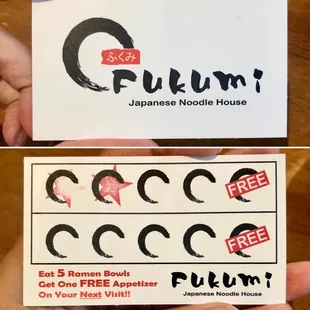 ふくみ
Fukumi
Japanese Noodle House
FREE
FREE
Eat 5 Ramen Bowls
Get One FREE Appetizer
On Your Next Visit!!
Fukumi
Japanese Noodle House